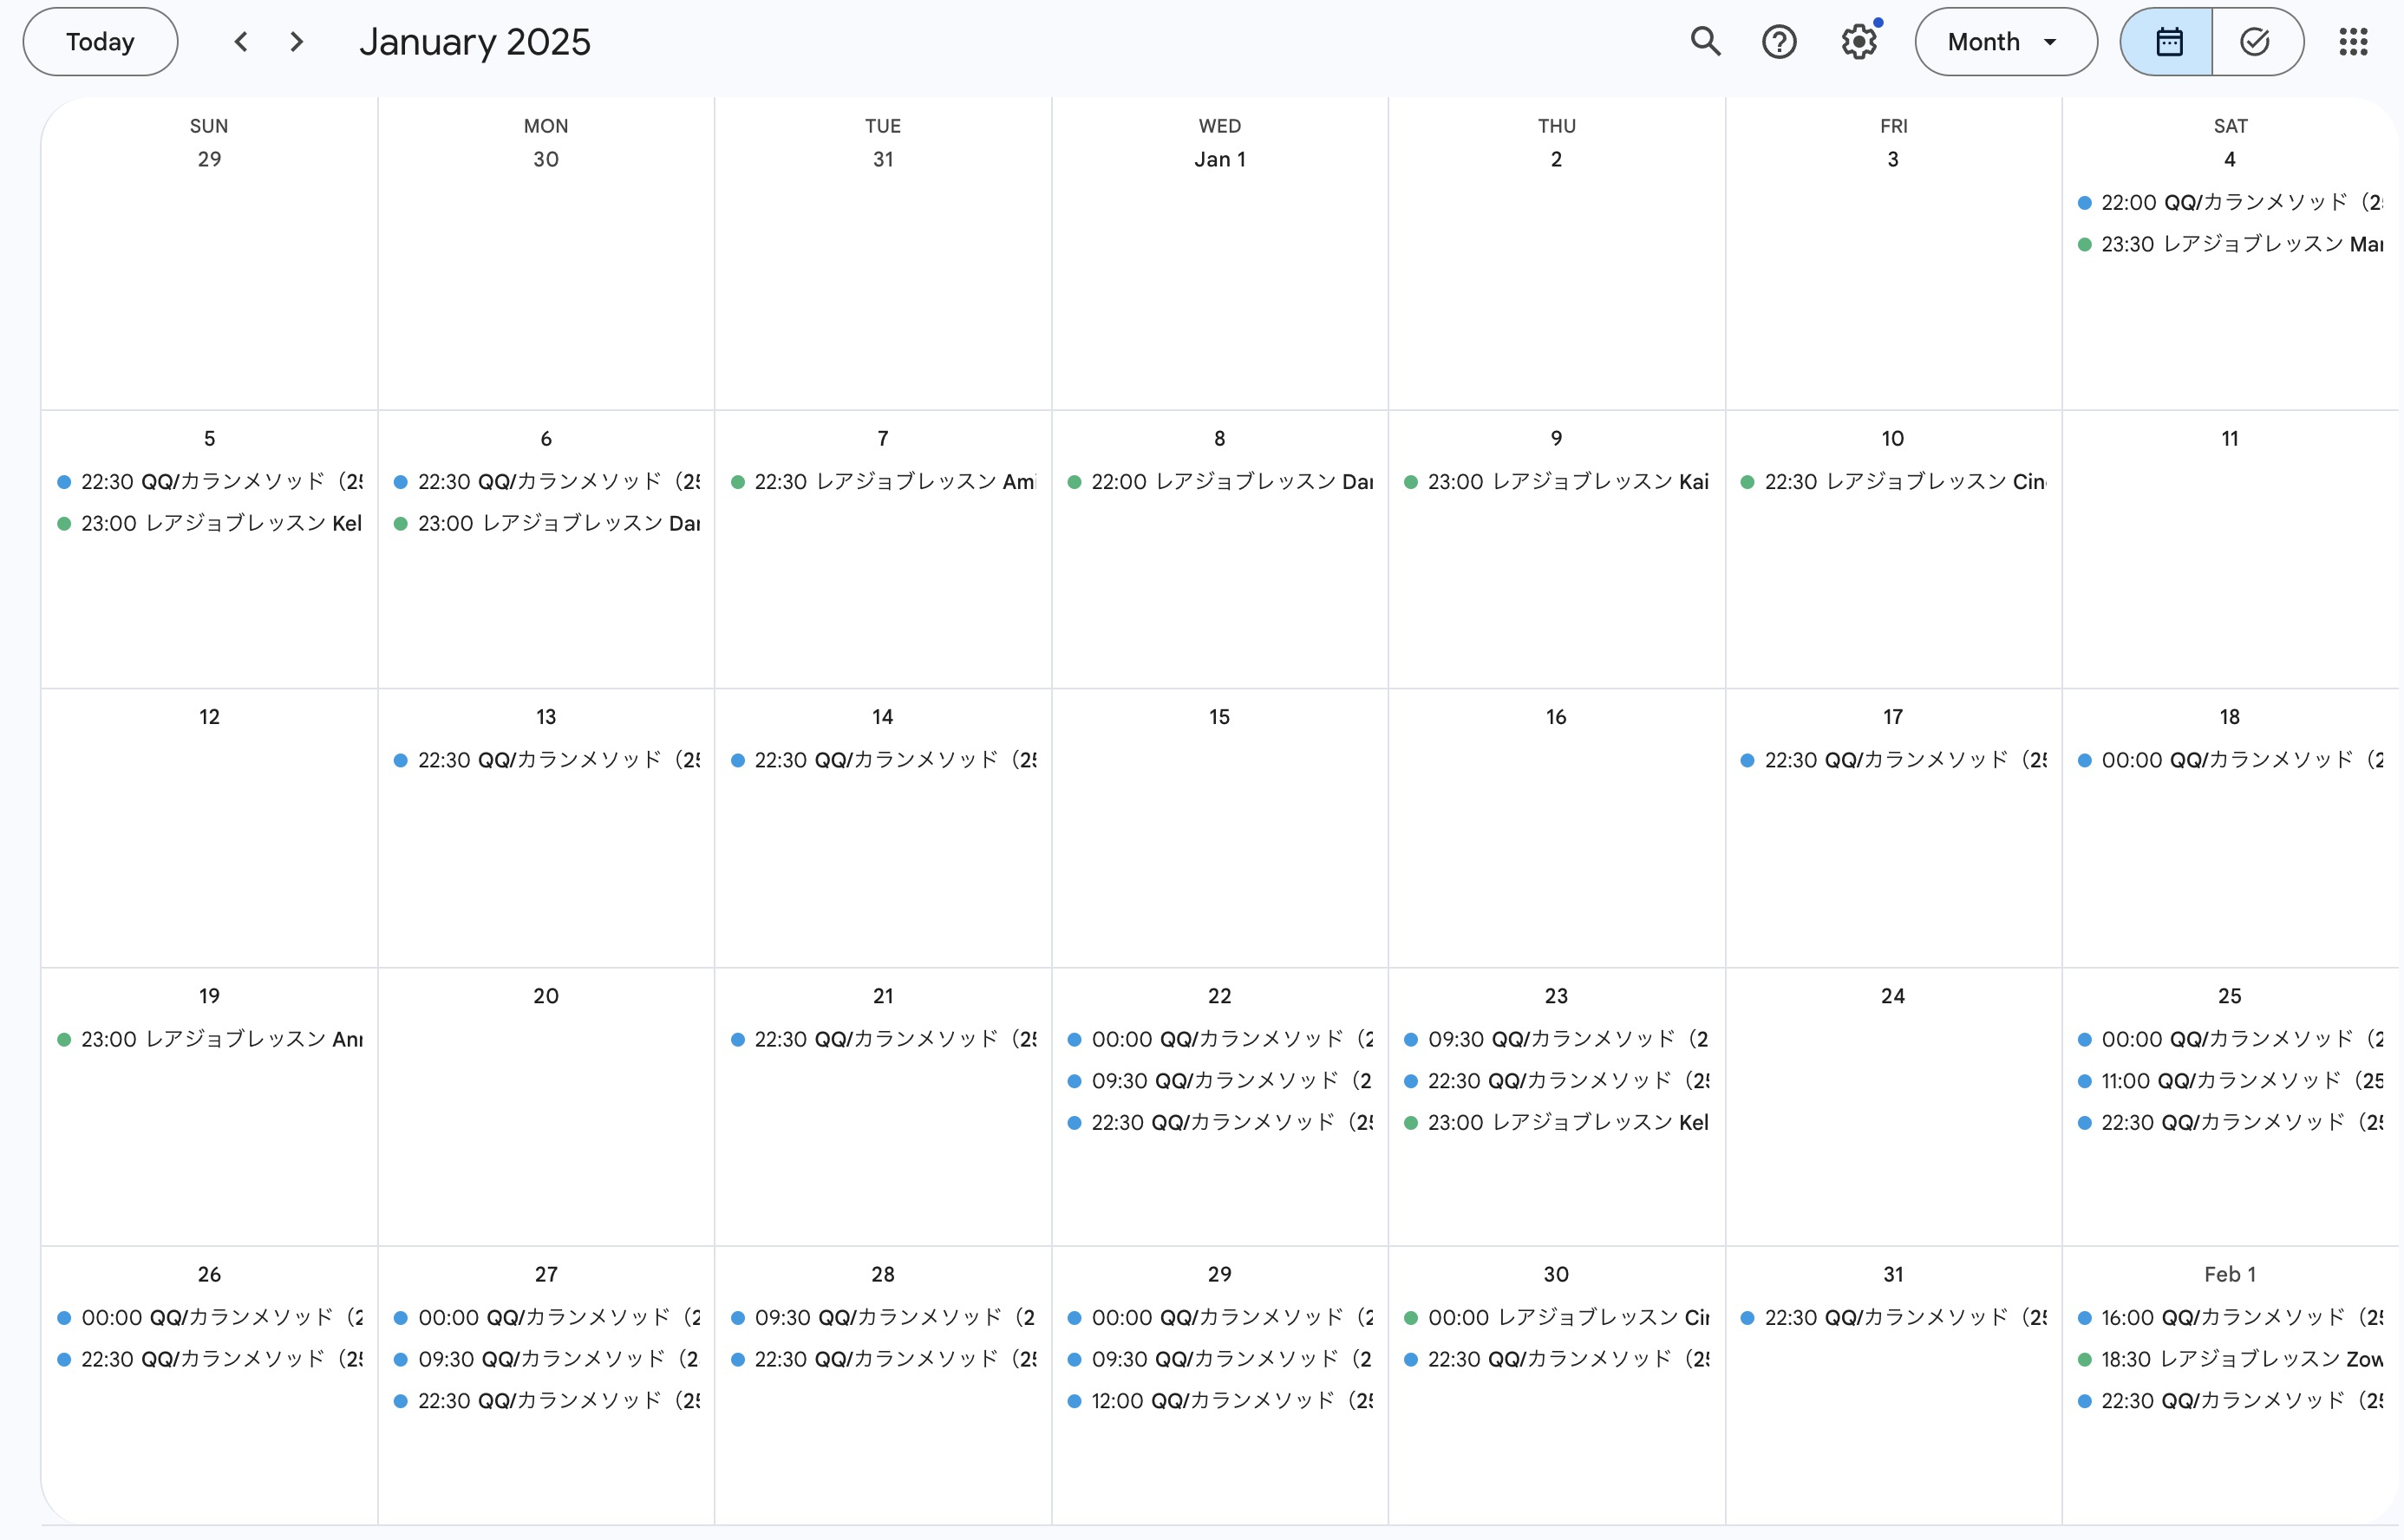 Today
January 2025
Month
SUN
MON
TUE
WED
THU
FRI
SAT
29
30
31
Jan 1
2
3
4
22:00 QQ/カランメソッド（2
23:30 レアジョブレッスン Mar
5
22:30 QQ/カランメソッド（25
23:00 レアジョブレッスン Kel
6
22:30 QQ/カランメソッド（25
23:00 レアジョブレッスン Dar
7
22:30 レアジョブレッスン Ami
8
22:00 レアジョブレッスン Dar
9
23:00 レアジョブレッスン Kai
10
22:30 レアジョブレッスン Cin
11
12
13
22:30 QQ/カランメソッド（25
14
22:30 QQ/カランメソッド（25
15
16
17
22:30 QQ/カランメソッド（25
18
00:00 QQ/カランメソッド（2
19
23:00 レアジョブレッスン Ann
20
21
22:30 QQ/カランメソッド（25
22
00:00 QQ/カランメソッド（2
09:30 QQ/カランメソッド（2
22:30 QQ/カランメソッド（25
23
09:30 QQ/カランメソッド（2
22:30 QQ/カランメソッド（25
23:00 レアジョブレッスン Kel
24
25
00:00 QQ/カランメソッド（2
11:00 QQ/カランメソッド（25
22:30 QQ/カランメソッド（25
26
00:00 QQ/カランメソッド（2
22:30 QQ/カランメソッド（25
27
00:00 QQ/カランメソッド（2
09:30 QQ/カランメソッド（2
22:30 QQ/カランメソッド（25
28
09:30 QQ/カランメソッド（2
22:30 QQ/カランメソッド（25
29
00:00 QQ/カランメソッド（2
09:30 QQ/カランメソッド（2
12:00 QQ/カランメソッド（25
30
00:00 レアジョブレッスン Cir
22:30 QQ/カランメソッド（25
31
22:30 QQ/カランメソッド（25
Feb 1
16:00 QQ/カランメソッド（25
18:30 レアジョブレッスン Zow
22:30 QQ/カランメソッド（25